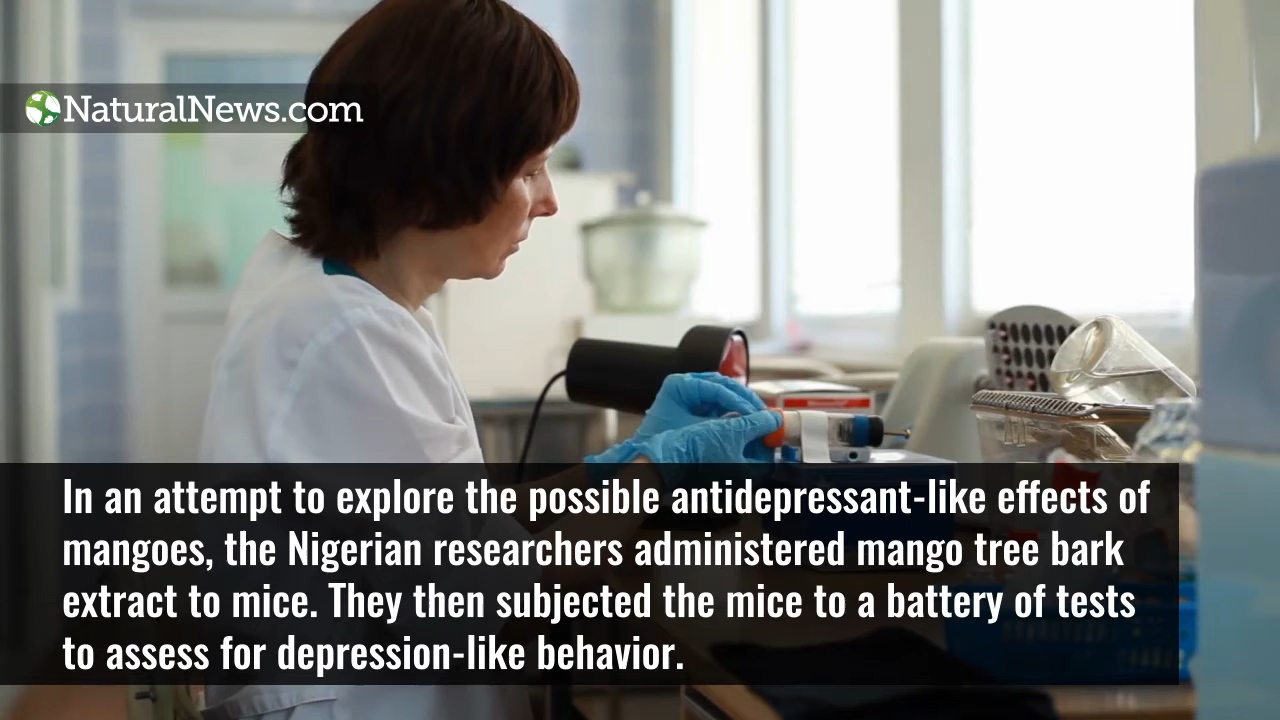 NaturalNews.com
In an attempt to explore the possible antidepressant-like effects of
mangoes, the Nigerian researchers administered mango tree bark
extract to mice. They then subjected the mice to a battery of tests
to assess for depression-like behavior.